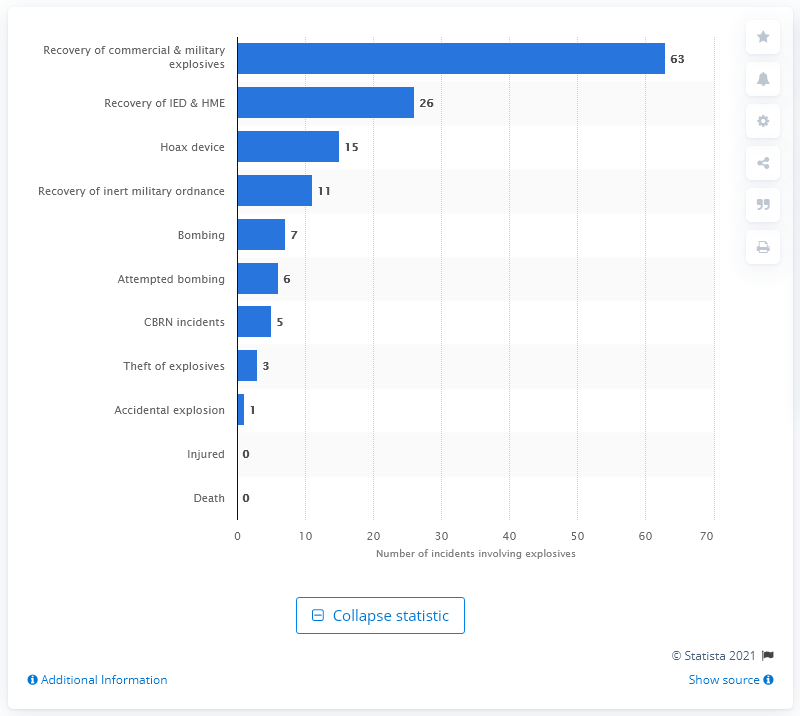 Recovery of commercial & military
explosives
63
Recovery of IED & HME
26
Hoax device
15
Recovery of inert military ordnance
11
Bombing
7
Attempted bombing
6
CBRN incidents
5
Theft of explosives
3
Accidental explosion
1
Injured
0
Death
0
0 10 20 30 40 50 60 70
Number of incidents involving explosives
Collapse statistic
© Statista 2021
Additional Information
Show source